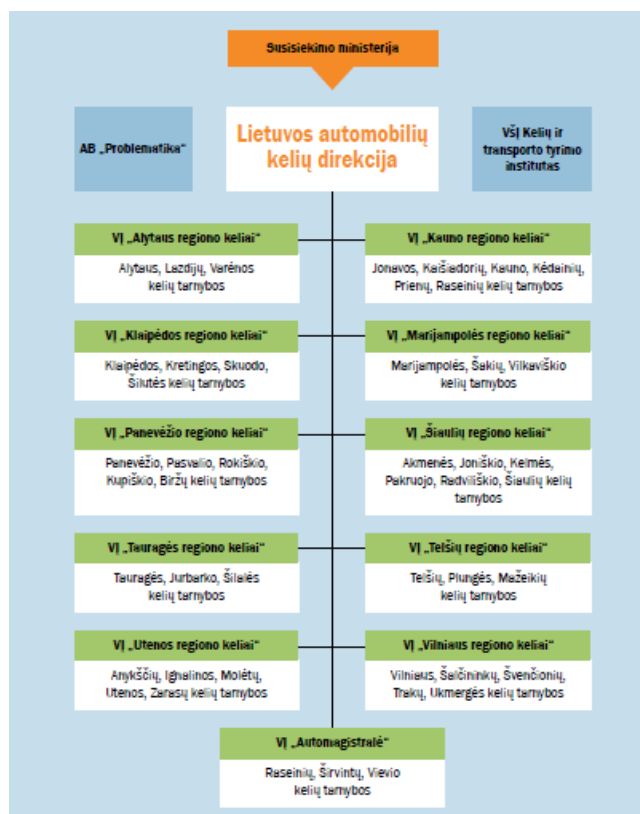 Susisiekimo ministerija
AB „Problematika“
Lietuvos automobilių
kelių direkcija
VšĮ Kelių ir
transporto tyrimo
institutas
VĮ „Alytaus regiono keliai“
Alytaus, Lazdijų, Varėnos
kelių tarnybos
VĮ „Kauno regiono keliai“
Jonavos, Kaišiadorių, Kauno, Kėdainių,
Prienų, Raseinių kelių tarnybos
VĮ „Klaipėdos regiono keliai“
Klaipėdos, Kretingos, Skuodo,
Šilutės kelių tarnybos
VĮ „Marijampolės regiono keliai“
Marijampolės, Šakių, Vilkaviškio
kelių tarnybos
VĮ „Panevėžio regiono keliai“
Panevėžio, Pasvalio, Rokiškio,
Kupiškio, Biržų kelių tarnybos
VĮ „Šiaulių regiono keliai“
Akmenės, Joniškio, Kelmės,
Pakruojo, Radviliškio, Šiaulių kelių
tarnybos
VĮ „Tauragės regiono keliai“
Tauragės, Jurbarko, Šilalės
kelių tarnybos
VĮ „Telšių regiono keliai“
Telšių, Plungės, Mažeikių
kelių tarnybos
VĮ „Utenos regiono keliai“
Anykščių, Ignalinos, Molėtų,
Utenos, Zarasų kelių tarnybos
VĮ „Vilniaus regiono keliai“
Vilniaus, Šalčininkų, Švenčionių,
Trakų, Ukmergės kelių tarnybos
VĮ „Automagistralė“
Raseinių, Širvintų, Vievio
kelių tarnybos